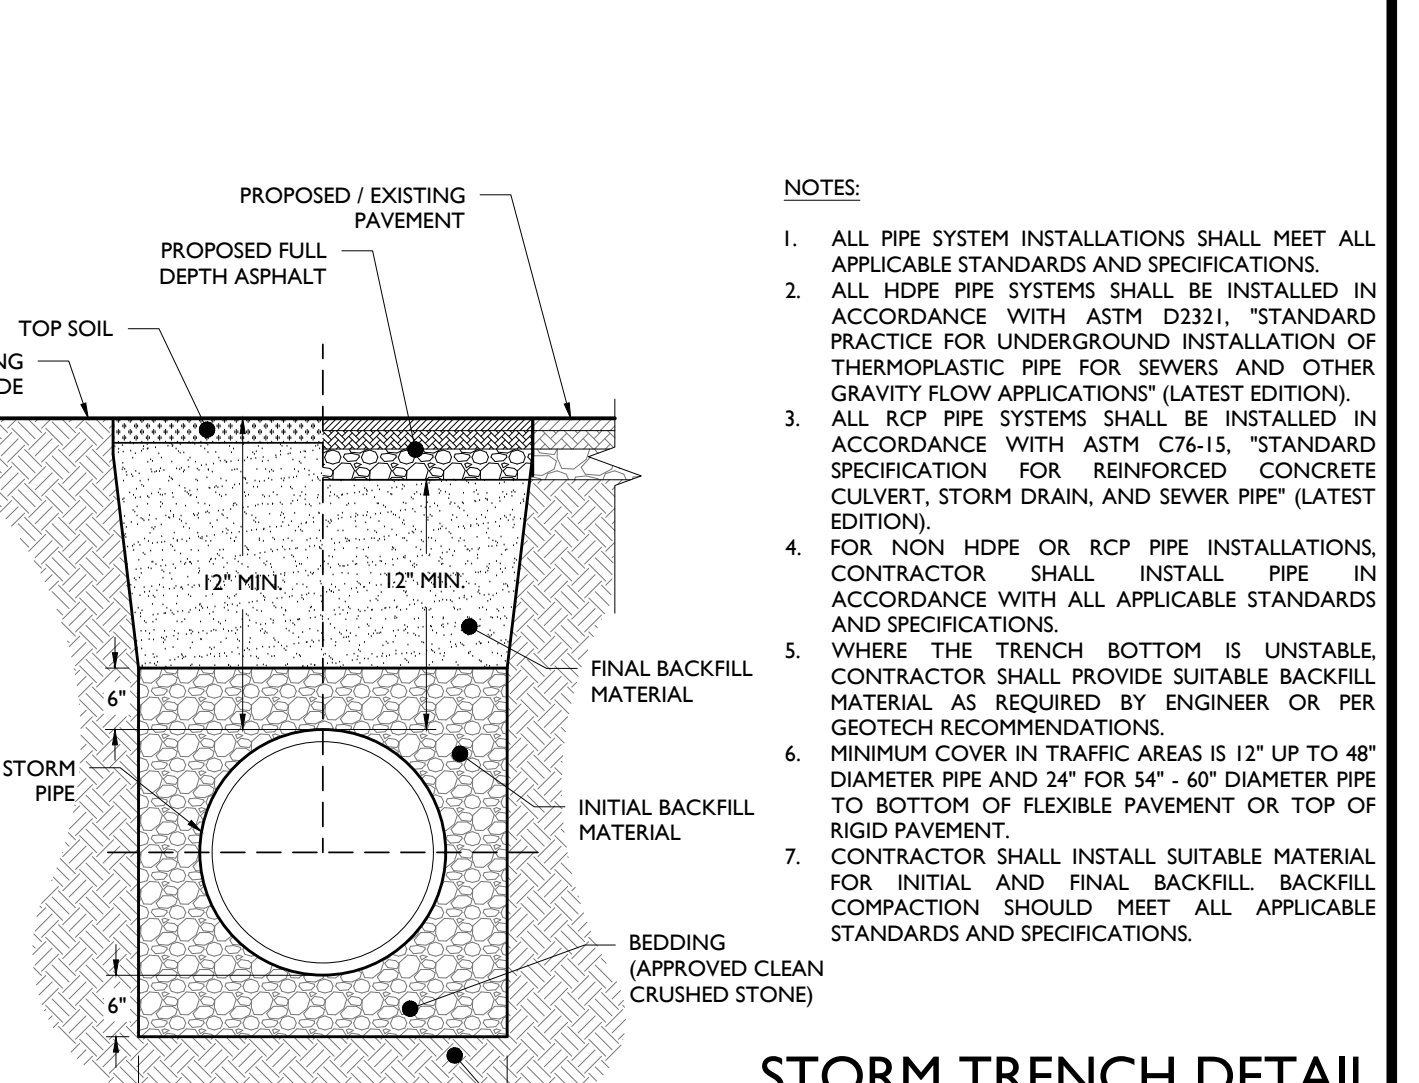 PROPOSED / EXISTING
PAVEMENT
PROPOSED FULL
DEPTH ASPHALT
TOP SOIL
NG
DE
12" MIN.
12" MIN.
FINAL BACKFILL
MATERIAL
6"
STORM
PIPE
INITIAL BACKFILL
MATERIAL
BEDDING
(APPROVED CLEAN
CRUSHED STONE)
6"
NOTES:
1. ALL PIPE SYSTEM INSTALLATIONS SHALL MEET ALL
APPLICABLE STANDARDS AND SPECIFICATIONS.
2. ALL HDPE PIPE SYSTEMS SHALL BE INSTALLED IN
ACCORDANCE WITH ASTM D2321, "STANDARD
PRACTICE FOR UNDERGROUND INSTALLATION OF
THERMOPLASTIC PIPE FOR SEWERS AND OTHER
GRAVITY FLOW APPLICATIONS" (LATEST EDITION).
3. ALL RCP PIPE SYSTEMS SHALL BE INSTALLED IN
ACCORDANCE WITH ASTM C76-15, "STANDARD
SPECIFICATION FOR REINFORCED CONCRETE
CULVERT, STORM DRAIN, AND SEWER PIPE" (LATEST
EDITION).
4. FOR NON HDPE OR RCP PIPE INSTALLATIONS,
CONTRACTOR SHALL INSTALL PIPE IN
ACCORDANCE WITH ALL APPLICABLE STANDARDS
AND SPECIFICATIONS.
5. WHERE THE TRENCH BOTTOM IS UNSTABLE,
CONTRACTOR SHALL PROVIDE SUITABLE BACKFILL
MATERIAL AS REQUIRED BY ENGINEER OR PER
GEOTECH RECOMMENDATIONS.
6. MINIMUM COVER IN TRAFFIC AREAS IS 12" UP TO 48"
DIAMETER PIPE AND 24" FOR 54" - 60" DIAMETER PIPE
TO BOTTOM OF FLEXIBLE PAVEMENT OR TOP OF
RIGID PAVEMENT.
7. CONTRACTOR SHALL INSTALL SUITABLE MATERIAL
FOR INITIAL AND FINAL BACKFILL. BACKFILL
COMPACTION SHOULD MEET ALL APPLICABLE
STANDARDS AND SPECIFICATIONS.
STORM TRENCH DETAIL